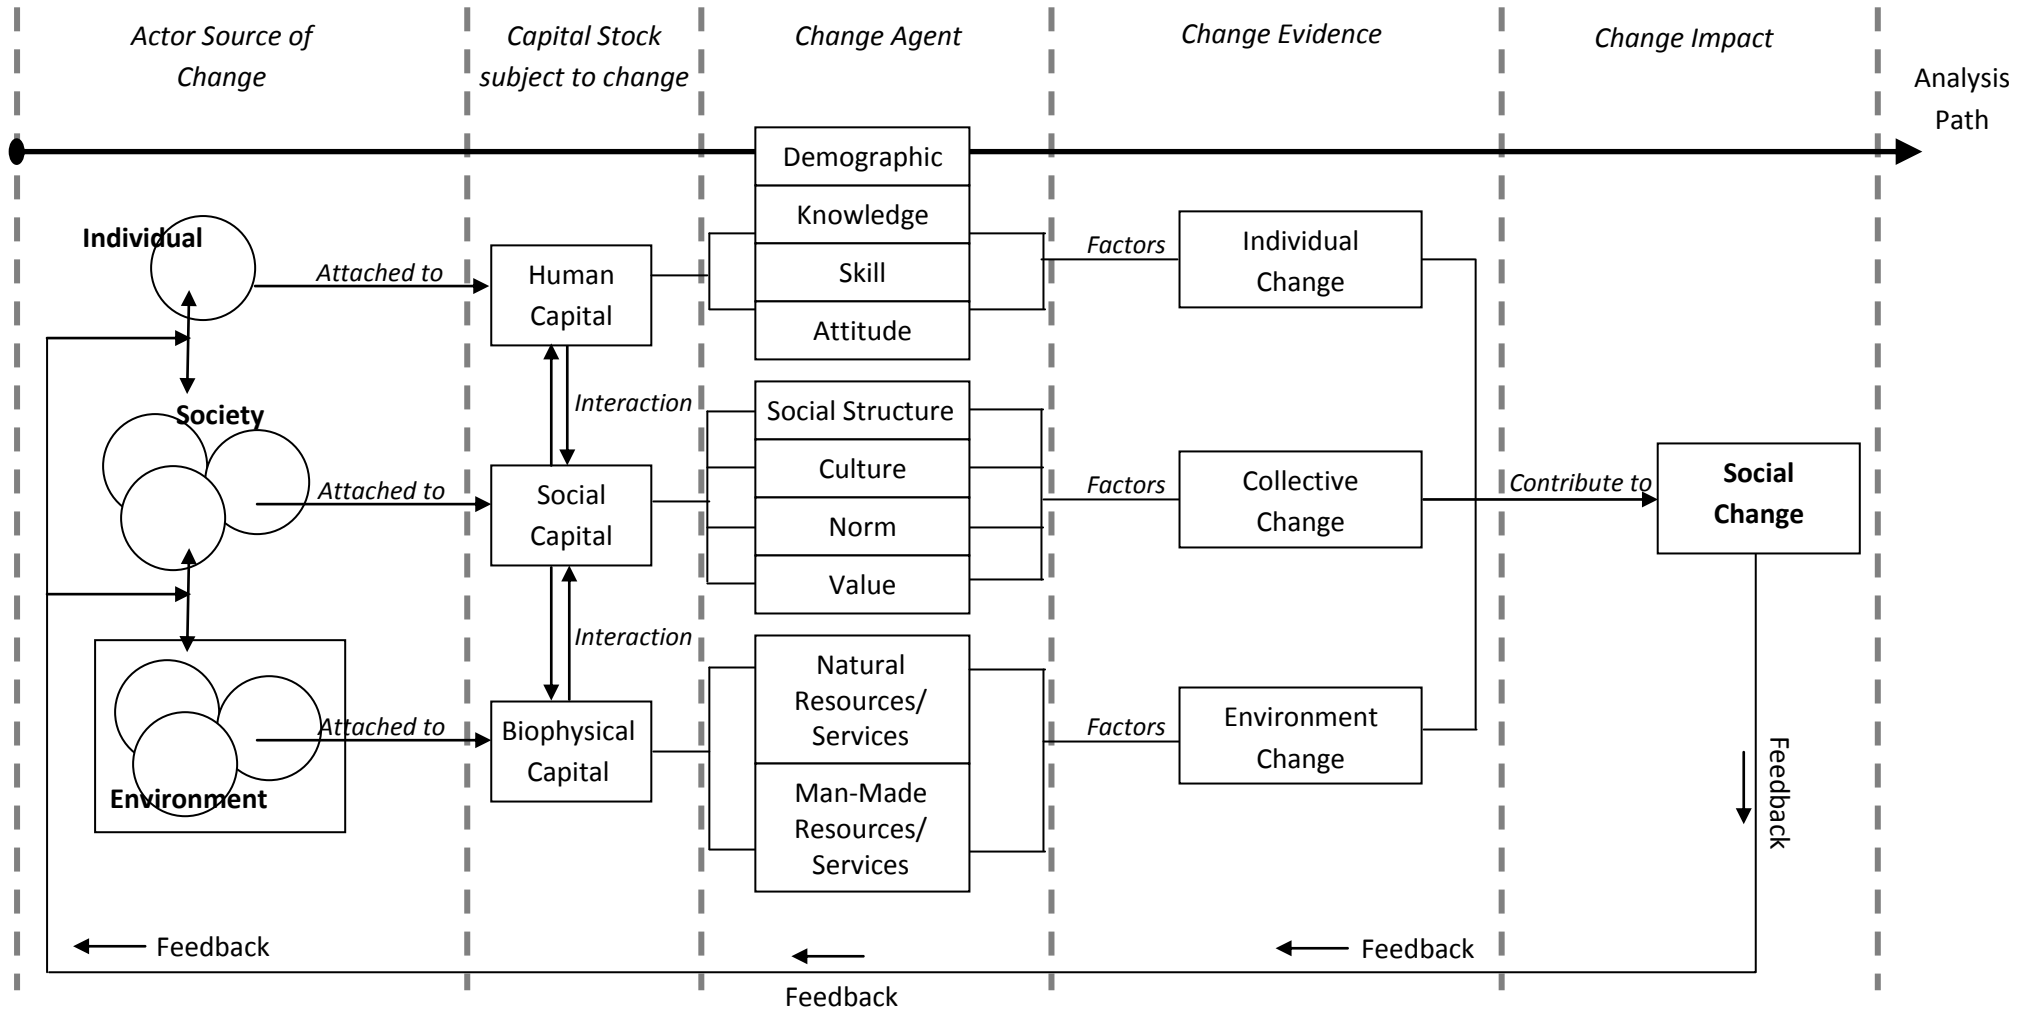 Actor Source of
Change
Capital Stock
subject to change
Change Agent
Change Evidence
Change Impact
Analysis
Path
Demographic
Knowledge
Skill
Attitude
Individual
Attached to
Human
Capital
Factors
Individual
Change
Interaction
Society
Attached to
Social
Capital
Social Structure
Culture
Norm
Value
Factors
Collective
Change
Contribute to
Social
Change
Interaction
Environment
Attached to
Biophysical
Capital
Natural
Resources/
Services
Man-Made
Resources/
Services
Factors
Environment
Change
Feedback
Feedback
Feedback
Feedback